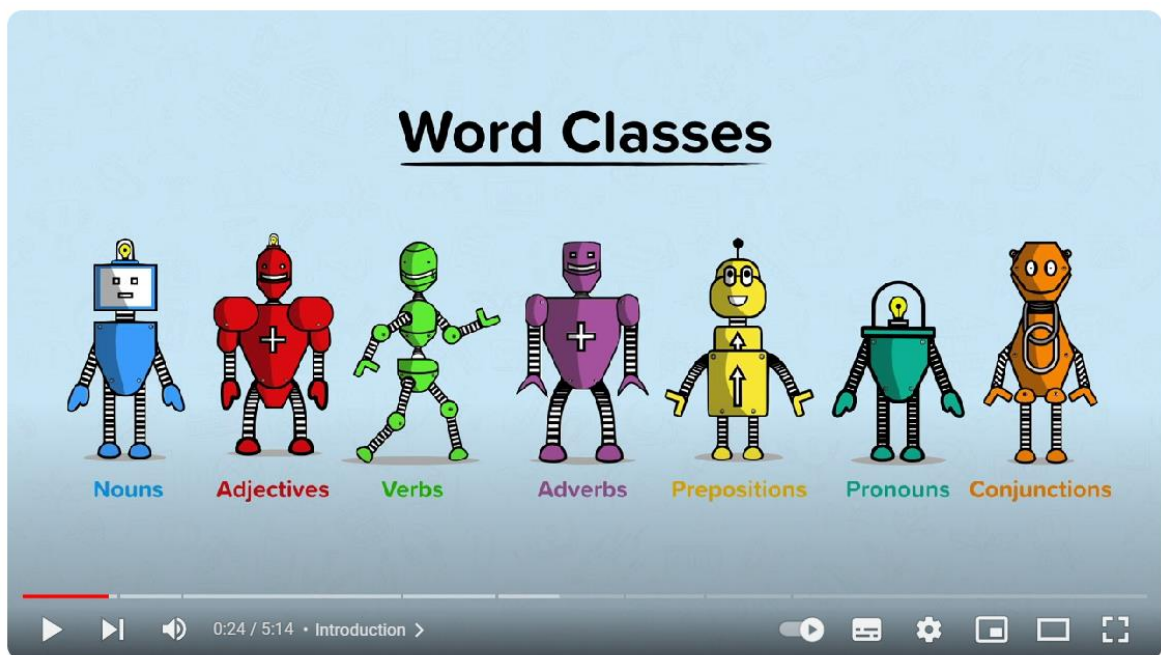 Word Classes
Nouns Adjectives Verbs Adverbs Prepositions Pronouns Conjunctions
0:24 / 5:14 • Introduction >